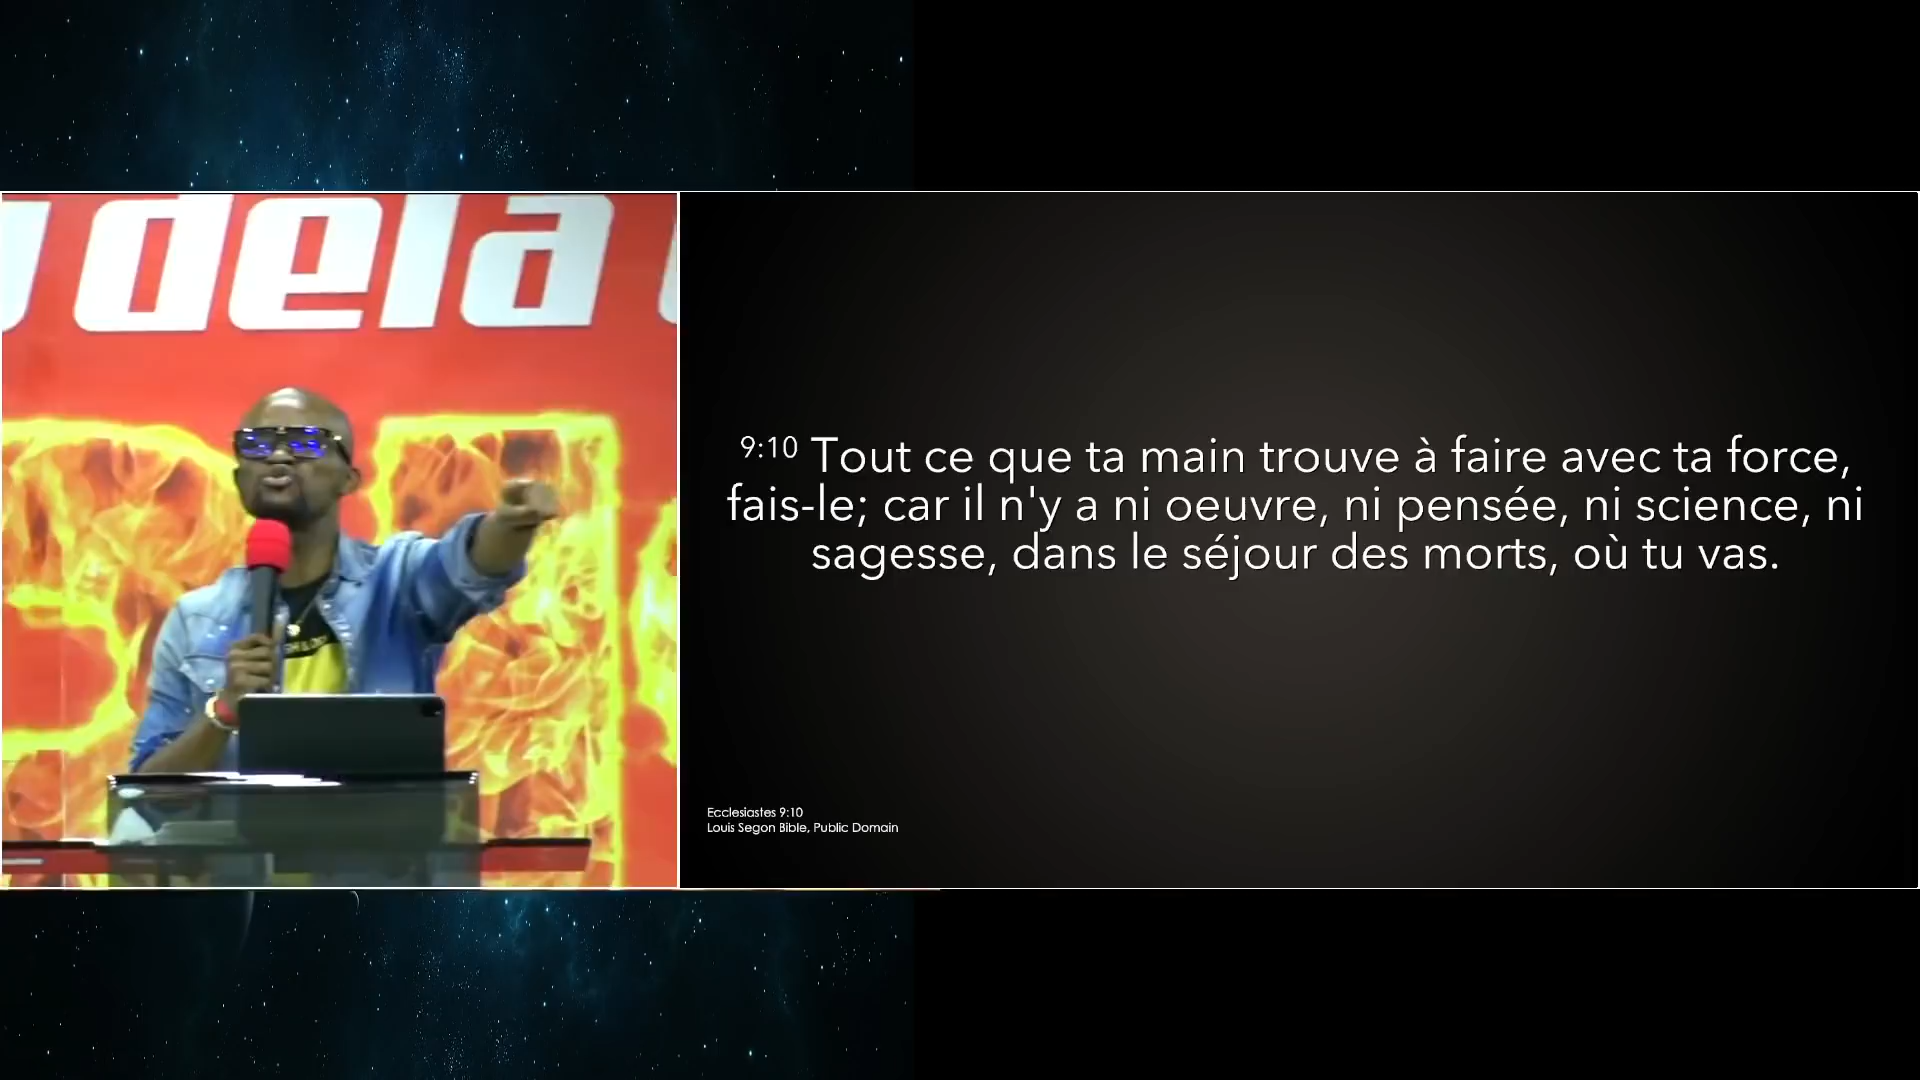 dela
9:10 Tout ce que ta main trouve à faire avec ta force,
fais-le; car il n'y a ni oeuvre, ni pensée, ni science, ni
sagesse, dans le séjour des morts, où tu vas.
Ecclesiastes 9:10
Louis Segon Bible, Public Domain